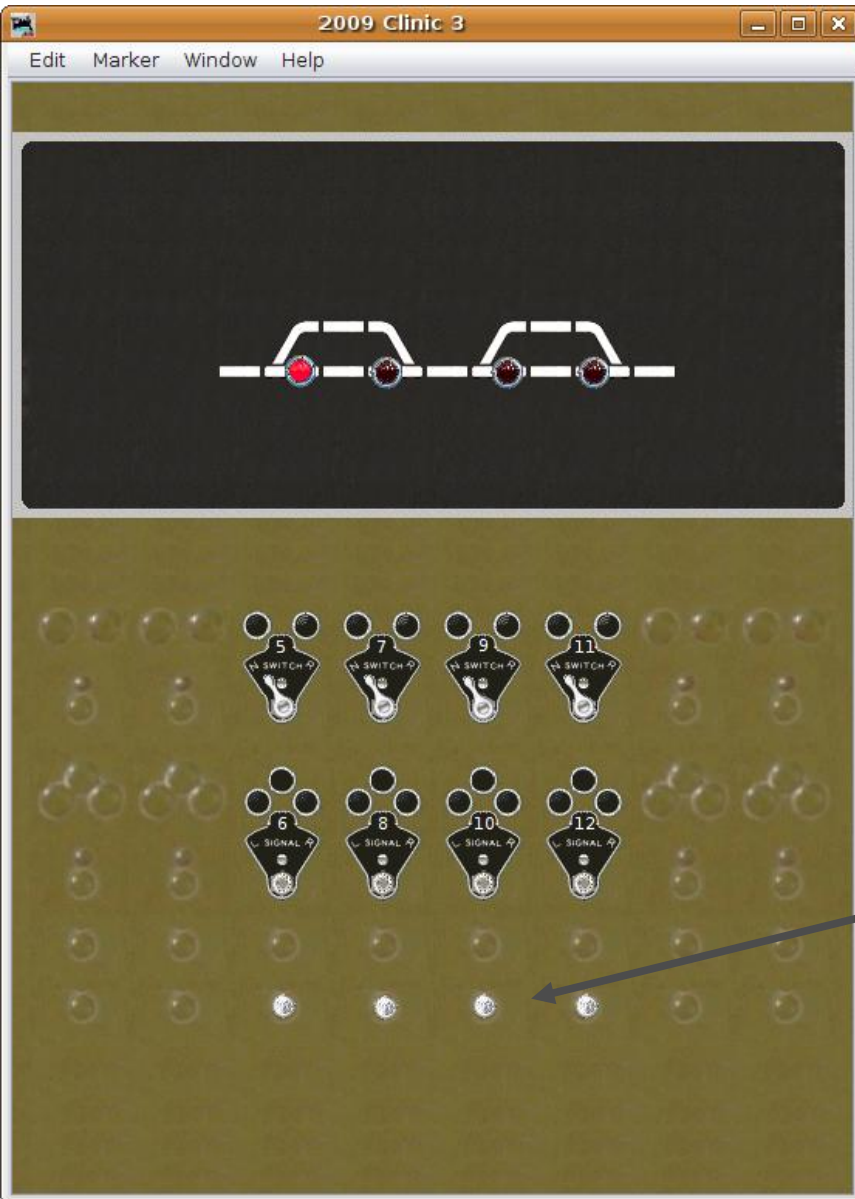 2009 Clinic 3
Edit Marker Window Help
5 7 9 11
N SWITCH R N SWITCH R N SWITCH R N SWITCH R
6 8 10 12
L SIGNAL R L SIGNAL R L SIGNAL R L SIGNAL R